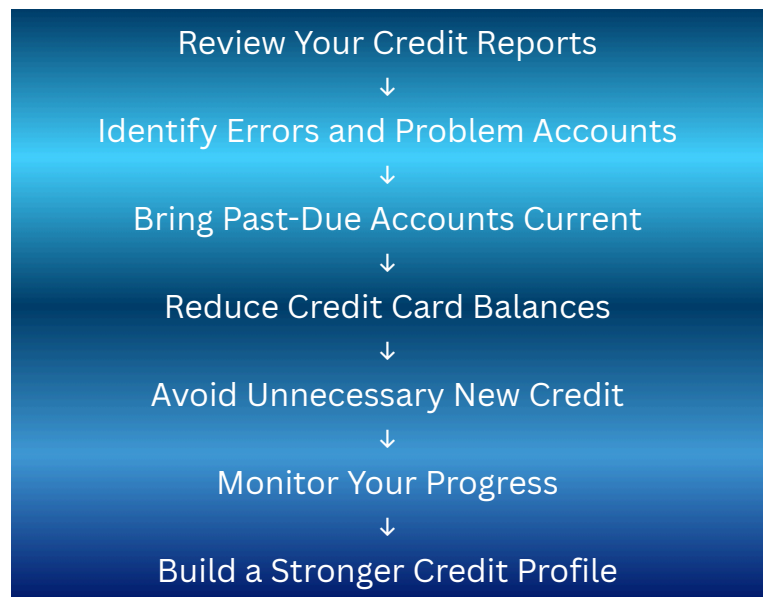 Review Your Credit Reports
↓
Identify Errors and Problem Accounts
↓
Bring Past-Due Accounts Current
↓
Reduce Credit Card Balances
↓
Avoid Unnecessary New Credit
↓
Monitor Your Progress
↓
Build a Stronger Credit Profile